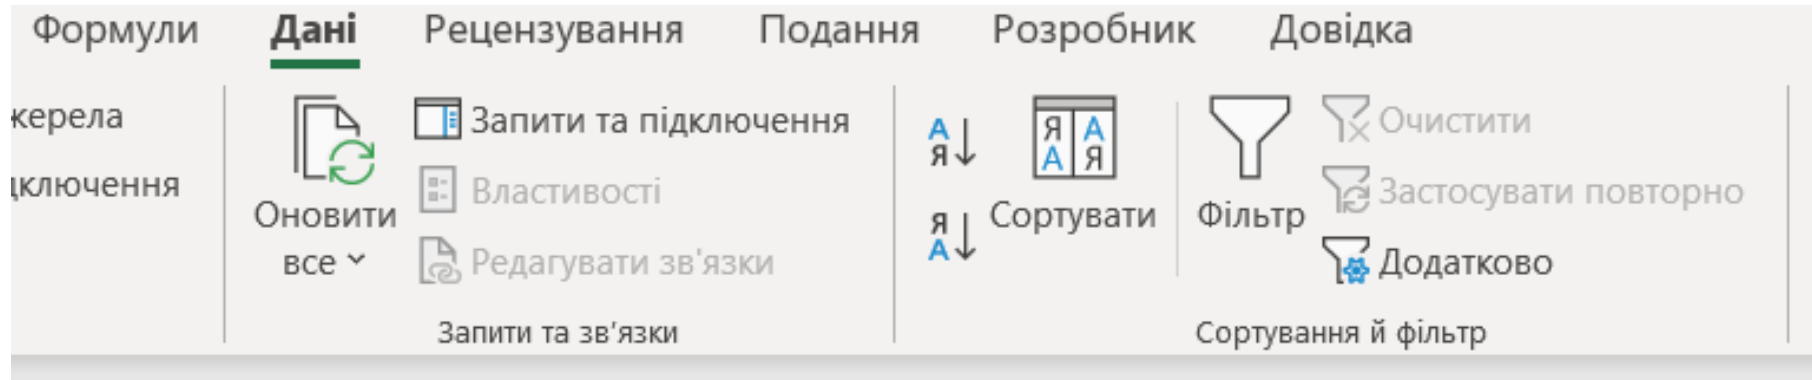 Формули Дані Рецензування Подання Розробник Довідка
жерела
дключення
Оновити
все
Запити та підключення
Властивості
Редагувати зв'язки
Запити та зв'язки
А
Я
Я
А
Я А
А Я
Сортувати
Фільтр
Очистити
Застосувати повторно
Додатково
Сортування й фільтр